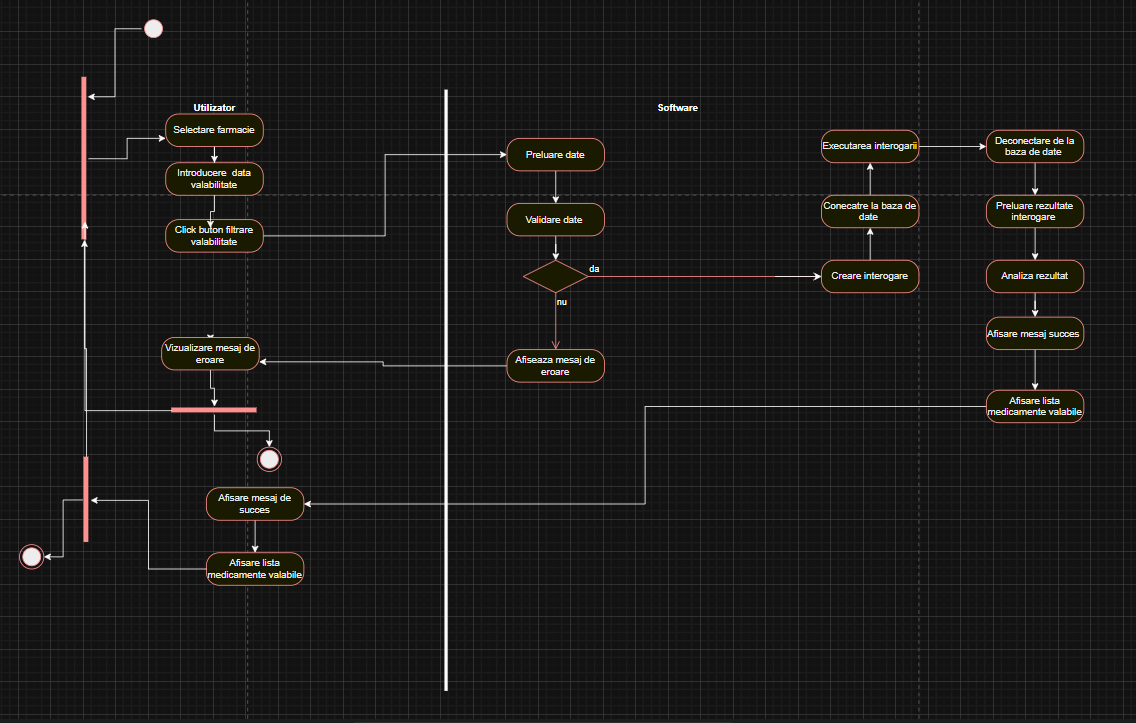 Utilizator
Selectare farmacie
Introducere data
valabilitate
Click buton filtrare
valabilitate
Vizualizare mesaj de
eroare
Afisare mesaj de
succes
Afisare lista
medicamente valabile
Software
Preluare date
Validare date
da
nu
Afiseaza mesaj de
eroare
Executarea interogarii
Conecatre la baza de
date
Creare interogare
Deconectare de la
baza de date
Preluare rezultate
interogare
Analiza rezultat
Afisare mesaj succes
Afisare lista
medicamente valabile